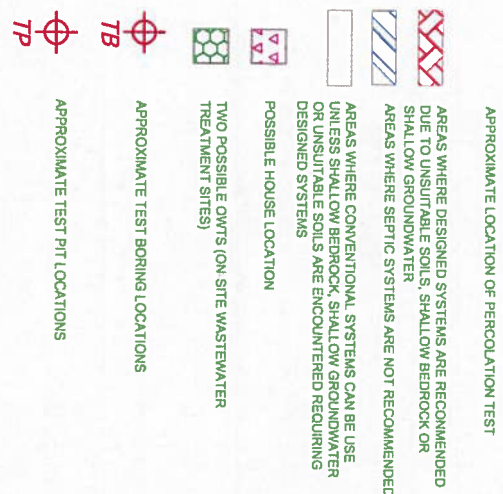 APPROXIMATE LOCATION OF PERCOLATION TEST
AREAS WHERE DESIGNED SYSTEMS ARE RECONMENDED
DUE TO UNSUITABLE SOILS, SHALLOW BEDROCK OR
SHALLOW GROUNDWATER
AREAS WHERE SEPTIC SYSTEMS ARE NOT RECOMMENDED
AREAS WHERE CONVENTIONAL SYSTEMS CAN BE USE
UNLESS SHALLOW BEDROCK, SHALLOW GROUNDWATER
OR UNSUITABLE SOILS ARE ENCOUNTERED REQUIRING
DESIGNED SYSTEMS
POSSIBLE HOUSE LOCATION
TWO POSSIBLE OWTS (ON-SITE WASTEWATER
TREATMENT SITES)
TB
APPROXIMATE TEST BORING LOCATIONS
TP
APPROXIMATE TEST PIT LOCATIONS